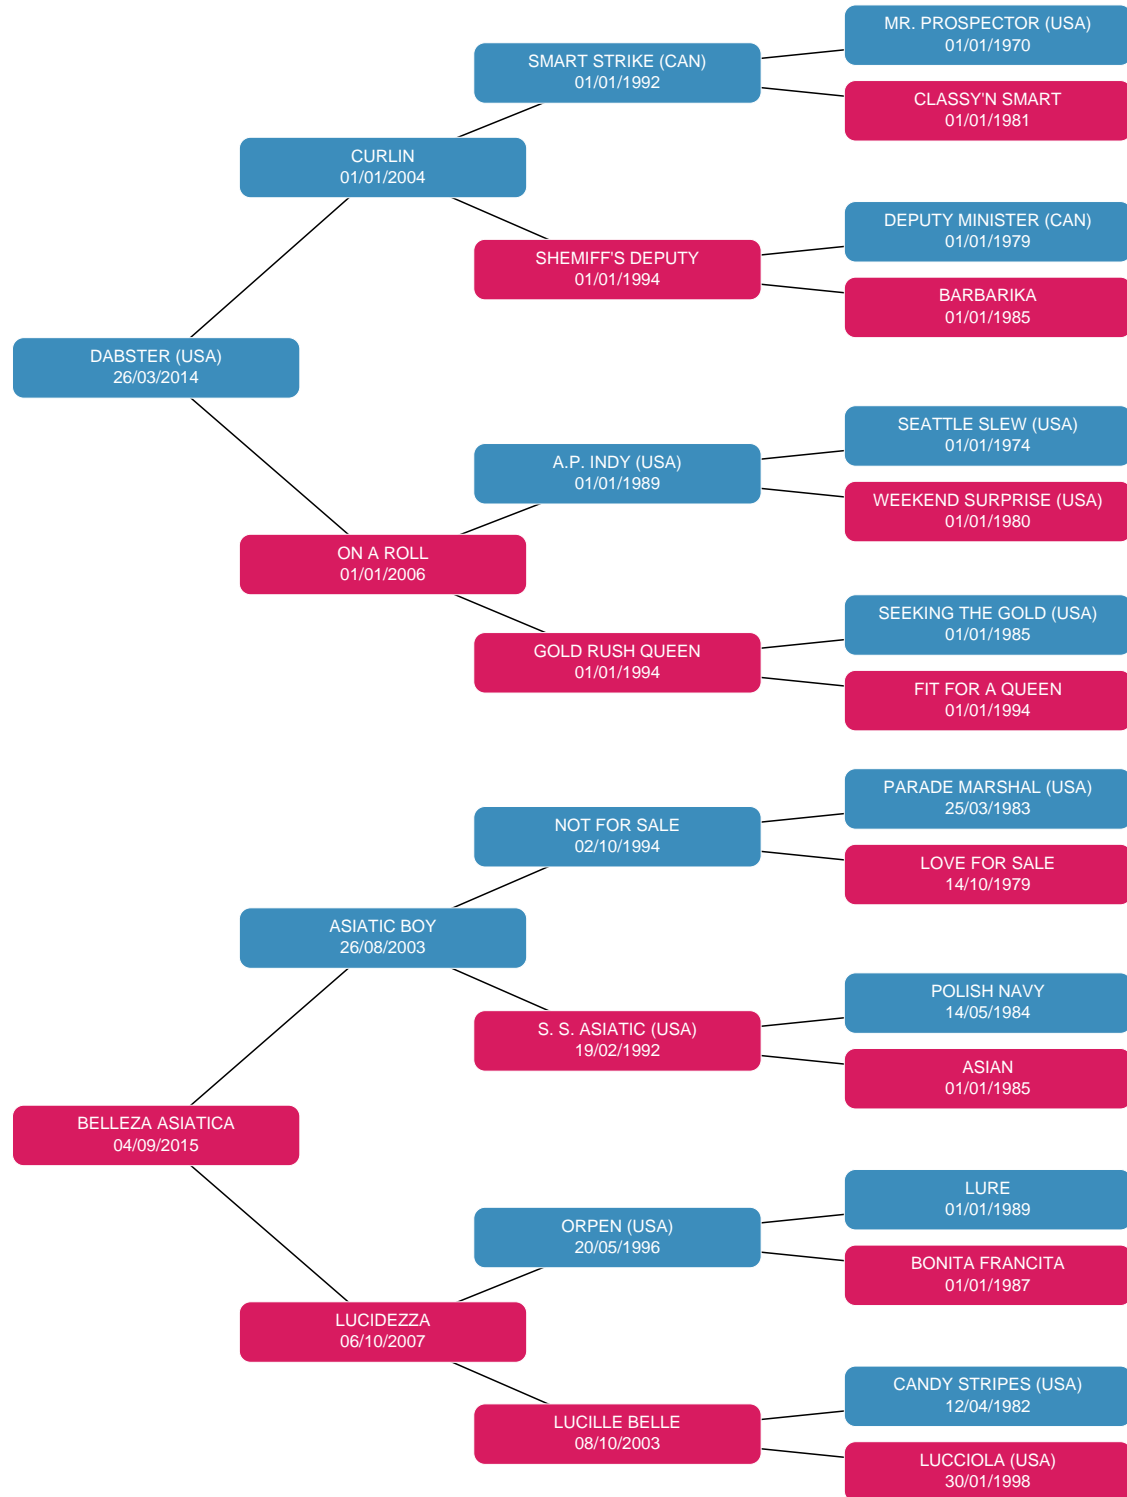 MR. PROSPECTOR (USA)
01/01/1970
SMART STRIKE (CAN)
01/01/1992
CLASSY'N SMART
01/01/1981
CURLIN
01/01/2004
DEPUTY MINISTER (CAN)
01/01/1979
SHEMIFF'S DEPUTY
01/01/1994
BARBARIKA
01/01/1985
DABSTER (USA)
26/03/2014
SEATTLE SLEW (USA)
01/01/1974
A.P. INDY (USA)
01/01/1989
WEEKEND SURPRISE (USA)
01/01/1980
ON A ROLL
01/01/2006
SEEKING THE GOLD (USA)
01/01/1985
GOLD RUSH QUEEN
01/01/1994
FIT FOR A QUEEN
01/01/1994
PARADE MARSHAL (USA)
25/03/1983
NOT FOR SALE
02/10/1994
LOVE FOR SALE
14/10/1979
ASIATIC BOY
26/08/2003
POLISH NAVY
14/05/1984
S. S. ASIATIC (USA)
19/02/1992
ASIAN
01/01/1985
BELLEZA ASIATICA
04/09/2015
LURE
01/01/1989
ORPEN (USA)
20/05/1996
BONITA FRANCITA
01/01/1987
LUCIDEZZA
06/10/2007
CANDY STRIPES (USA)
12/04/1982
LUCILLE BELLE
08/10/2003
LUCCIOLA (USA)
30/01/1998